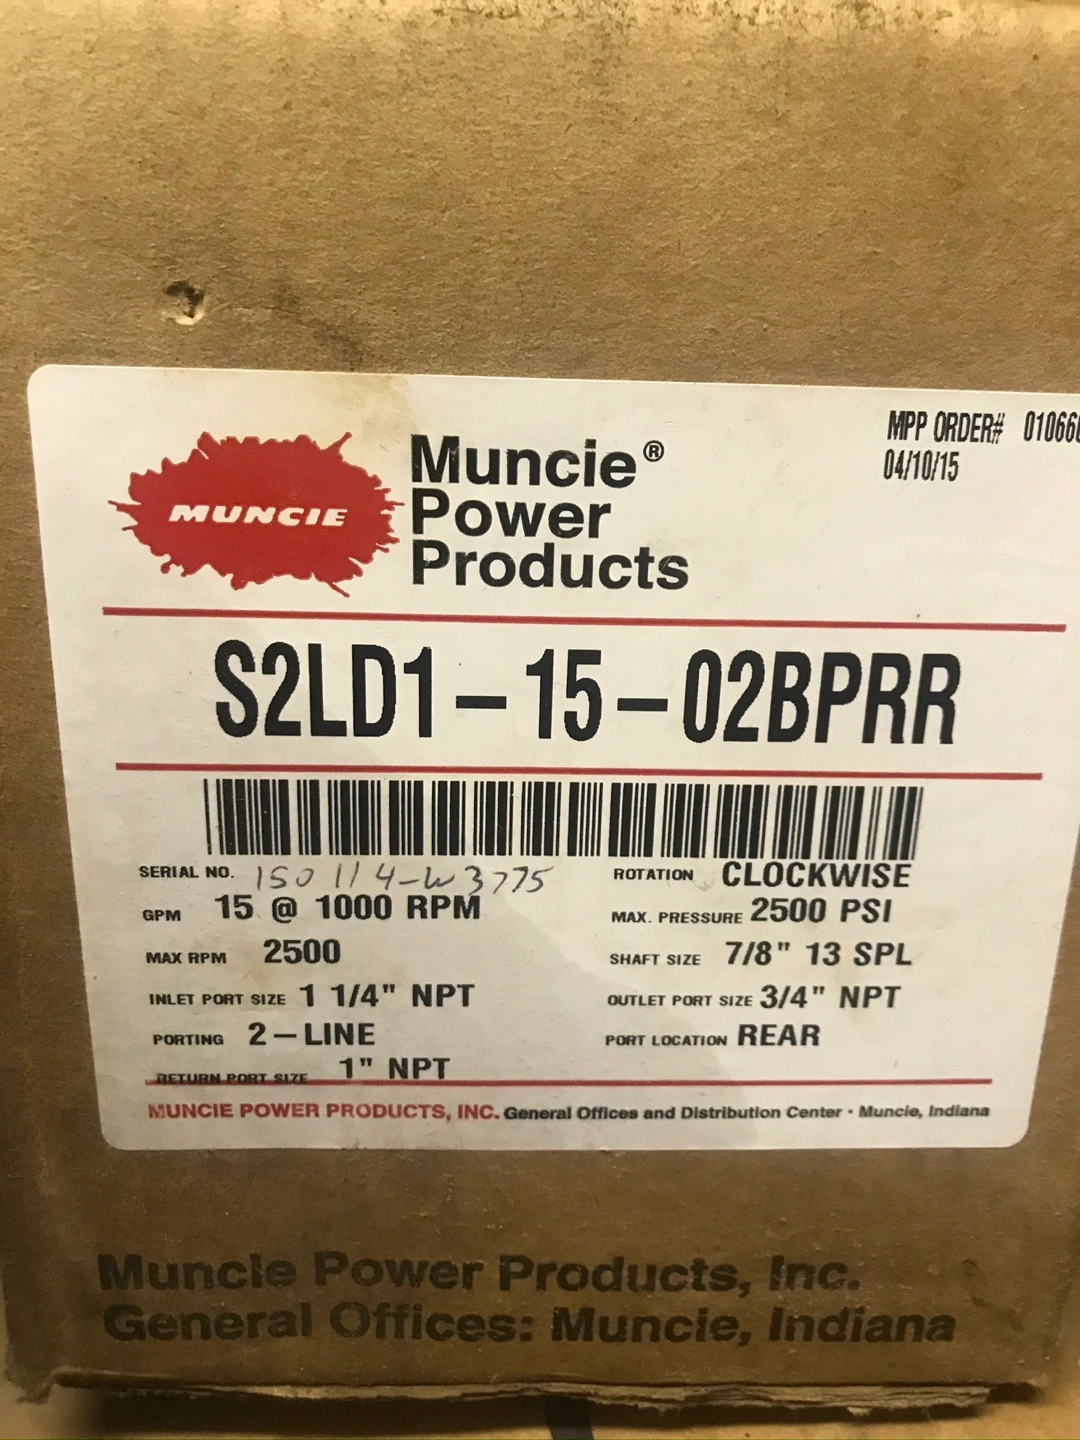 MPP ORDER# 01066
04/10/15
MUNCIE
Muncie®
Power
Products
S2LD1-15-02BPRR
SERIAL NO. 150114-W3775 ROTATION CLOCKWISE
GPM 15 @ 1000 RPM MAX. PRESSURE 2500 PSI
MAX RPM 2500 SHAFT SIZE 7/8" 13 SPL
INLET PORT SIZE 1 1/4" NPT OUTLET PORT SIZE 3/4" NPT
PORTING 2-LINE PORT LOCATION REAR
RETURN PORT SIZE 1" NPT
MUNCIE POWER PRODUCTS, INC. General Offices and Distribution Center · Muncie, Indiana
Muncie Power Products, Inc.
General Offices: Muncie, Indiana